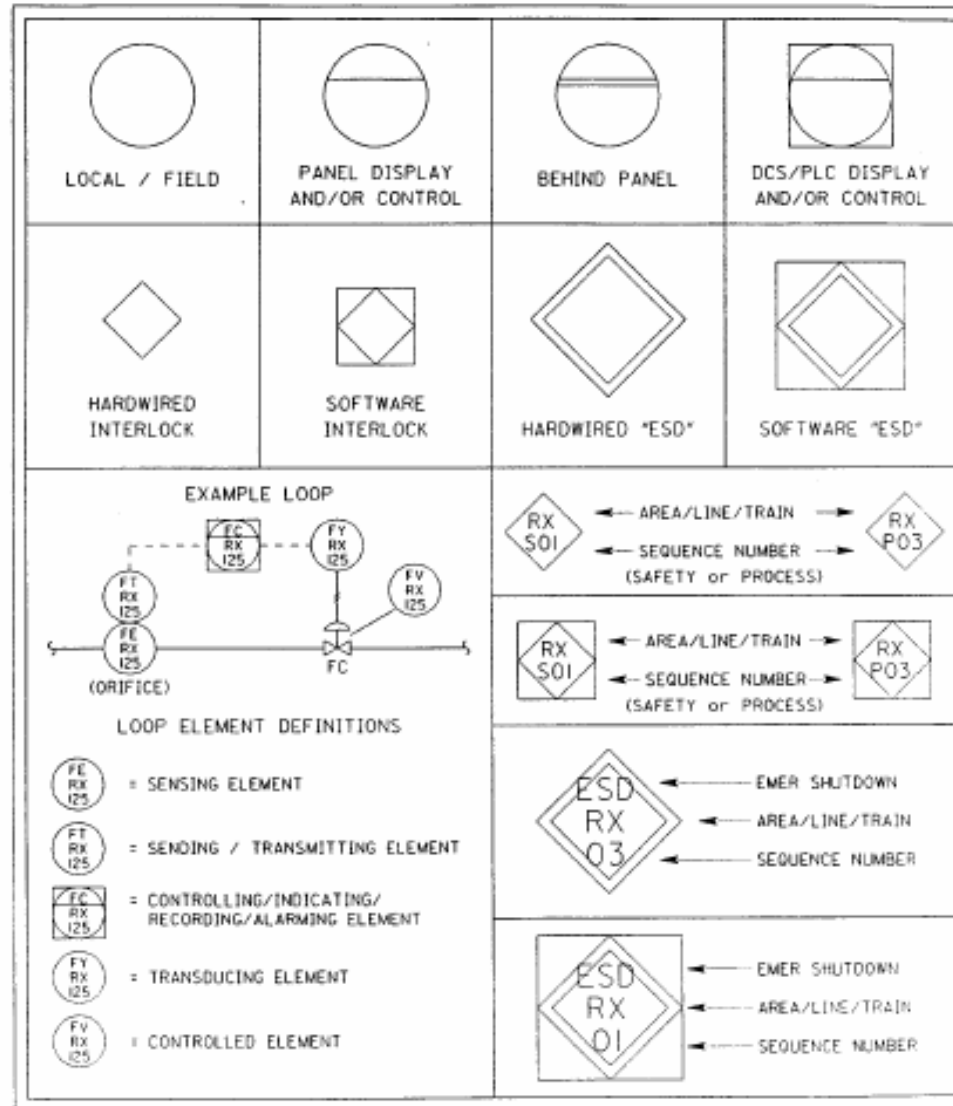 LOCAL / FIELD
PANEL DISPLAY
AND/OR CONTROL
BEHIND PANEL
DCS/PLC DISPLAY
AND/OR CONTROL
HARDWIRED
INTERLOCK
SOFTWARE
INTERLOCK
HARDWIRED "ESD"
SOFTWARE "ESD"
EXAMPLE LOOP
FC
RX
125
FY
RX
125
FV
RX
125
FT
RX
125
FE
RX
125
FC
(ORIFICE)
LOOP ELEMENT DEFINITIONS
FE
RX
125
= SENSING ELEMENT
FT
RX
125
= SENDING / TRANSMITTING ELEMENT
FC
RX
125
= CONTROLLING/INDICATING/
RECORDING/ALARMING ELEMENT
FY
RX
125
= TRANSDUCING ELEMENT
FV
RX
125
= CONTROLLED ELEMENT
RX
S01
AREA/LINE/TRAIN
SEQUENCE NUMBER
(SAFETY or PROCESS)
RX
P03
RX
S01
AREA/LINE/TRAIN
SEQUENCE NUMBER
(SAFETY or PROCESS)
RX
P03
ESD
RX
03
EMER SHUTDOWN
AREA/LINE/TRAIN
SEQUENCE NUMBER
ESD
RX
01
EMER SHUTDOWN
AREA/LINE/TRAIN
SEQUENCE NUMBER